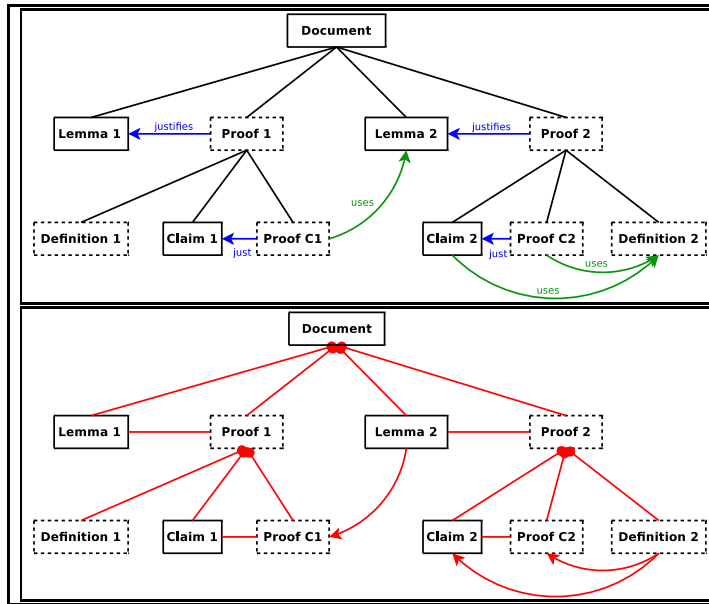 Document
Lemma 1
justifies
Proof 1
Lemma 2
justifies
Proof 2
uses
Definition 1
Claim 1
just
Proof C1
Claim 2
just
Proof C2
uses
Definition 2
uses
Document
Lemma 1
Proof 1
Lemma 2
Proof 2
Definition 1
Claim 1
Proof C1
Claim 2
Proof C2
Definition 2